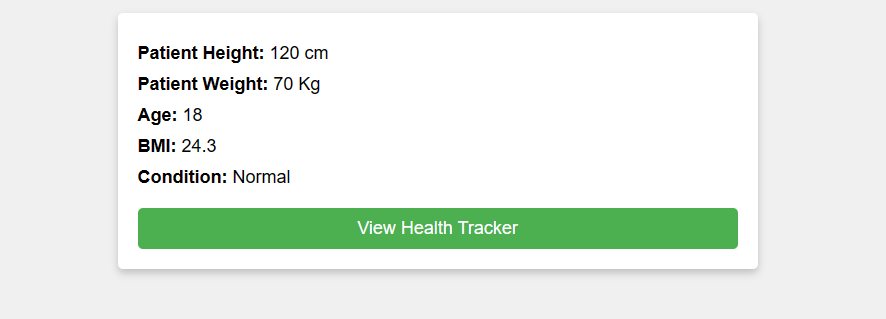 Patient Height: 120 cm
Patient Weight: 70 Kg
Age: 18
BMI: 24.3
Condition: Normal
View Health Tracker